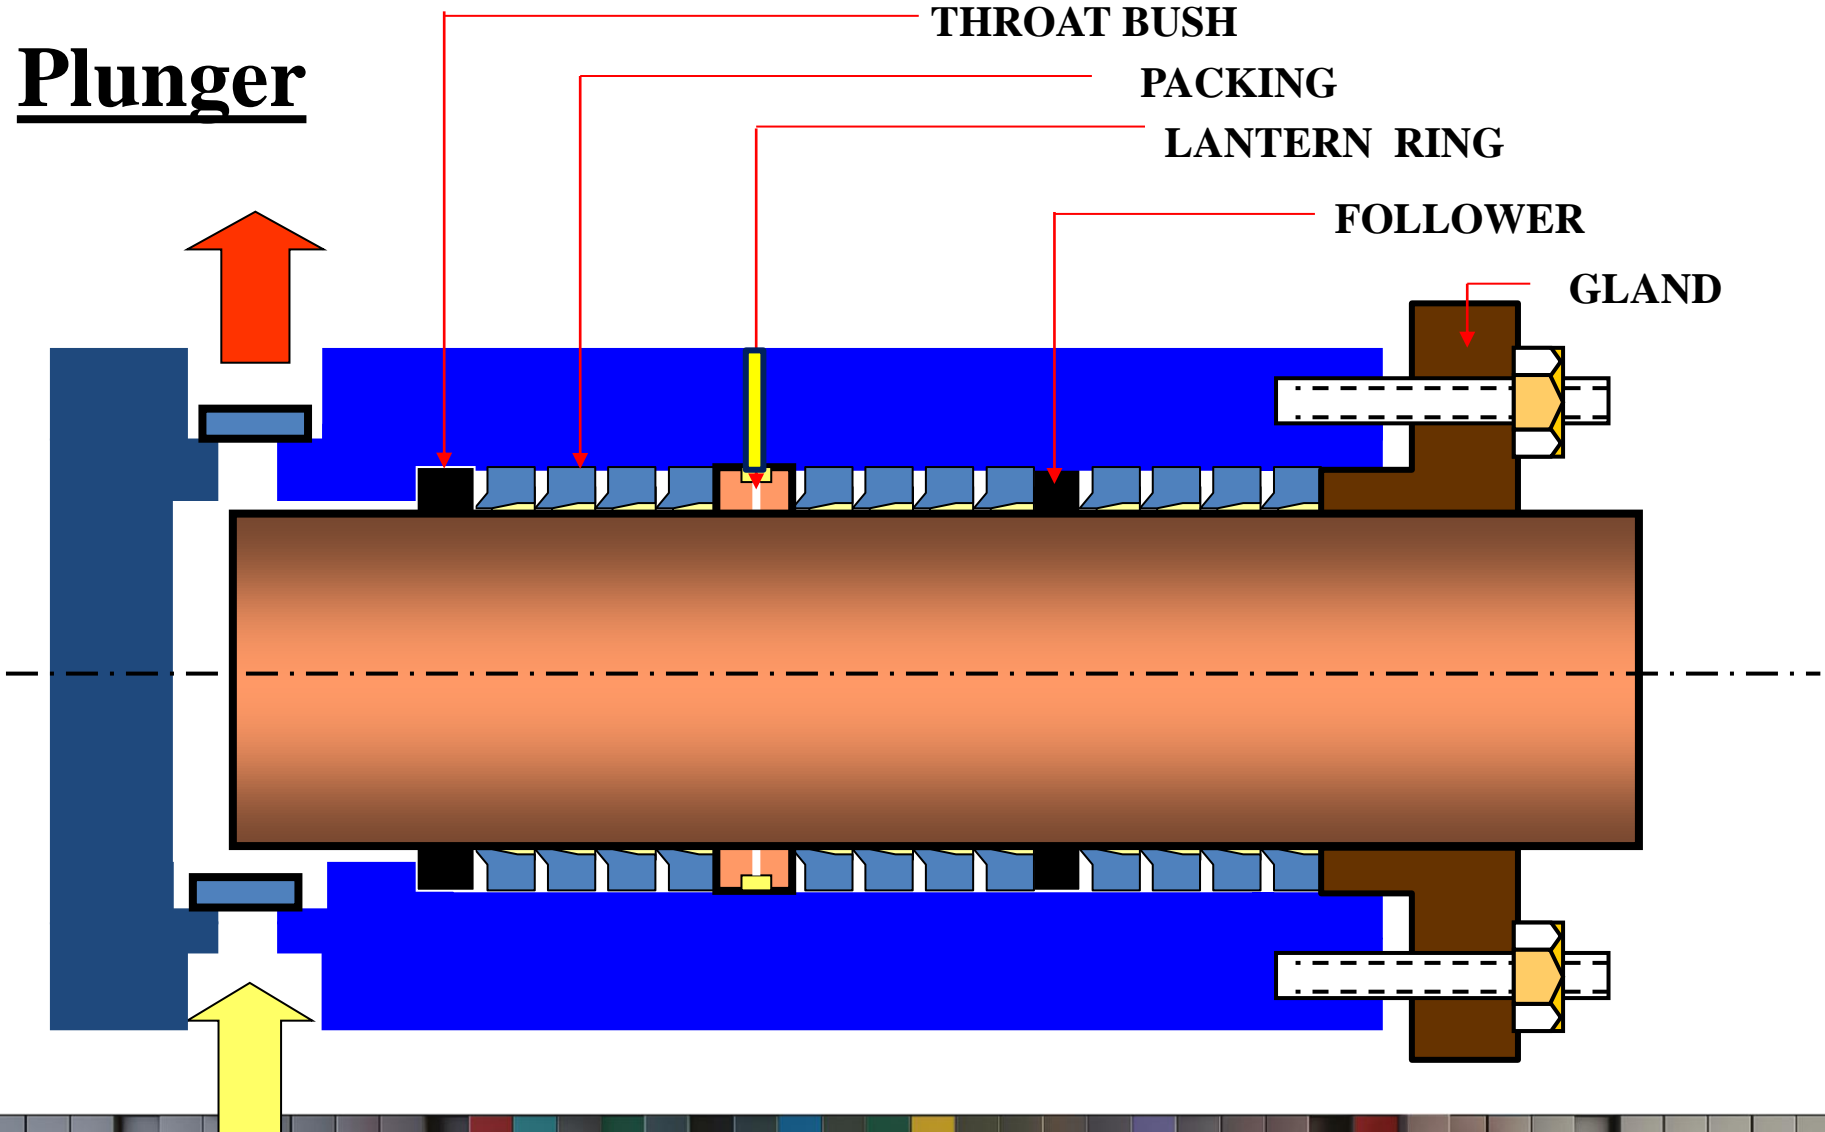 Plunger
THROAT BUSH
PACKING
LANTERN RING
FOLLOWER
GLAND